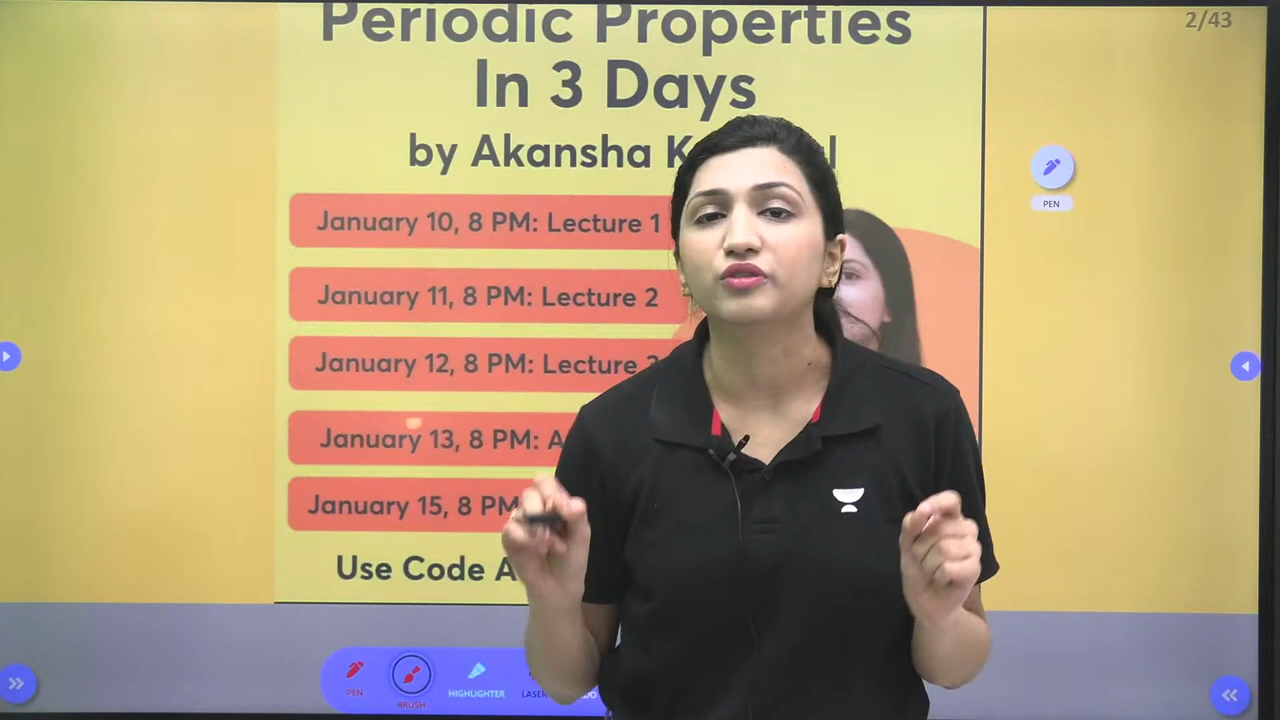 2/43
Periodic Properties
In 3 Days
by Akansha
PEN
January 10, 8 PM: Lecture 1
January 11, 8 PM: Lecture 2
January 12, 8 PM: Lecture
January 13, 8 PM:
January 15, 8 PM
Use Code
PEN
BRUSH
HIGHLIGHTER
LASER